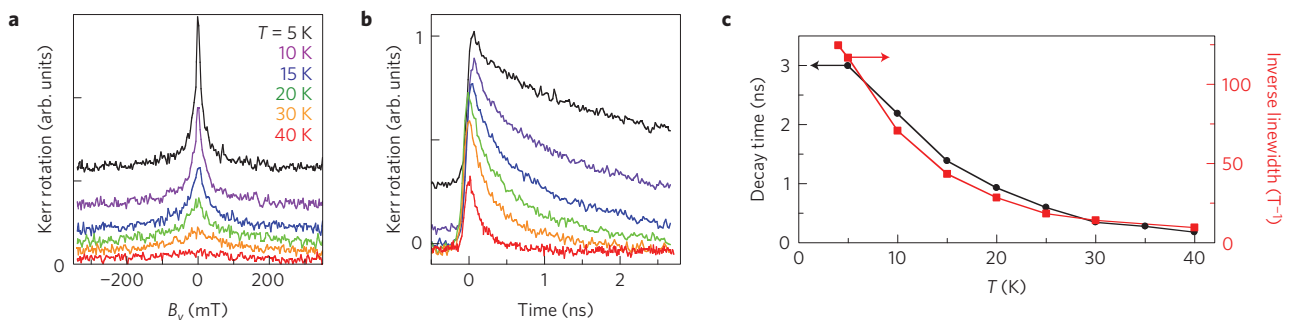 a
Kerr rotation (arb. units)
0
−200
0
200
B_y (mT)
T = 5 K
10 K
15 K
20 K
30 K
40 K
b
Kerr rotation (arb. units)
1
0
0
1
2
Time (ns)
c
Decay time (ns)
3
2
1
0
0
10
20
30
40
T (K)
100
50
0
Inverse linewidth (T⁻¹)